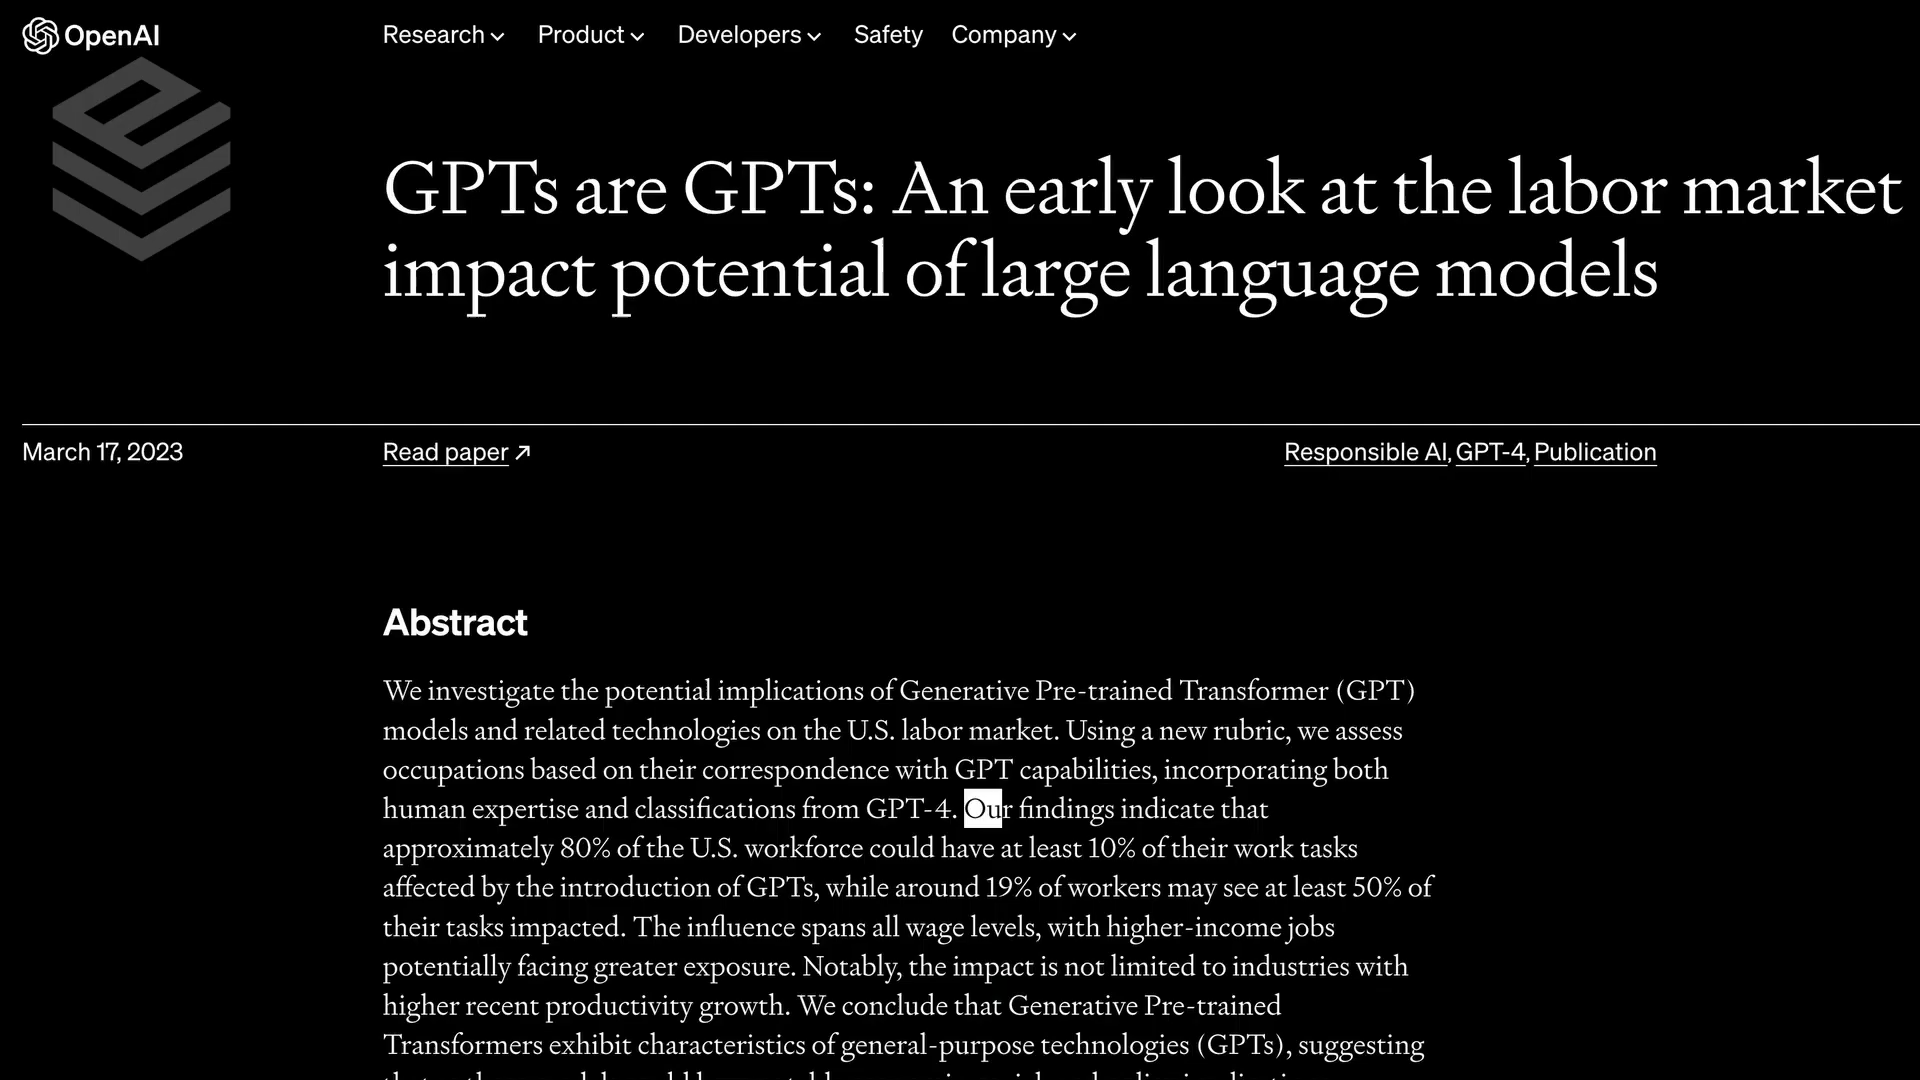 OpenAI
Research Product Developers Safety Company
GPTs are GPTs: An early look at the labor market
impact potential of large language models
March 17, 2023
Read paper
Responsible AI, GPT-4, Publication
Abstract
We investigate the potential implications of Generative Pre-trained Transformer (GPT)
models and related technologies on the U.S. labor market. Using a new rubric, we assess
occupations based on their correspondence with GPT capabilities, incorporating both
human expertise and classifications from GPT-4. Our findings indicate that
approximately 80% of the U.S. workforce could have at least 10% of their work tasks
affected by the introduction of GPTs, while around 19% of workers may see at least 50% of
their tasks impacted. The influence spans all wage levels, with higher-income jobs
potentially facing greater exposure. Notably, the impact is not limited to industries with
higher recent productivity growth. We conclude that Generative Pre-trained
Transformers exhibit characteristics of general-purpose technologies (GPTs), suggesting